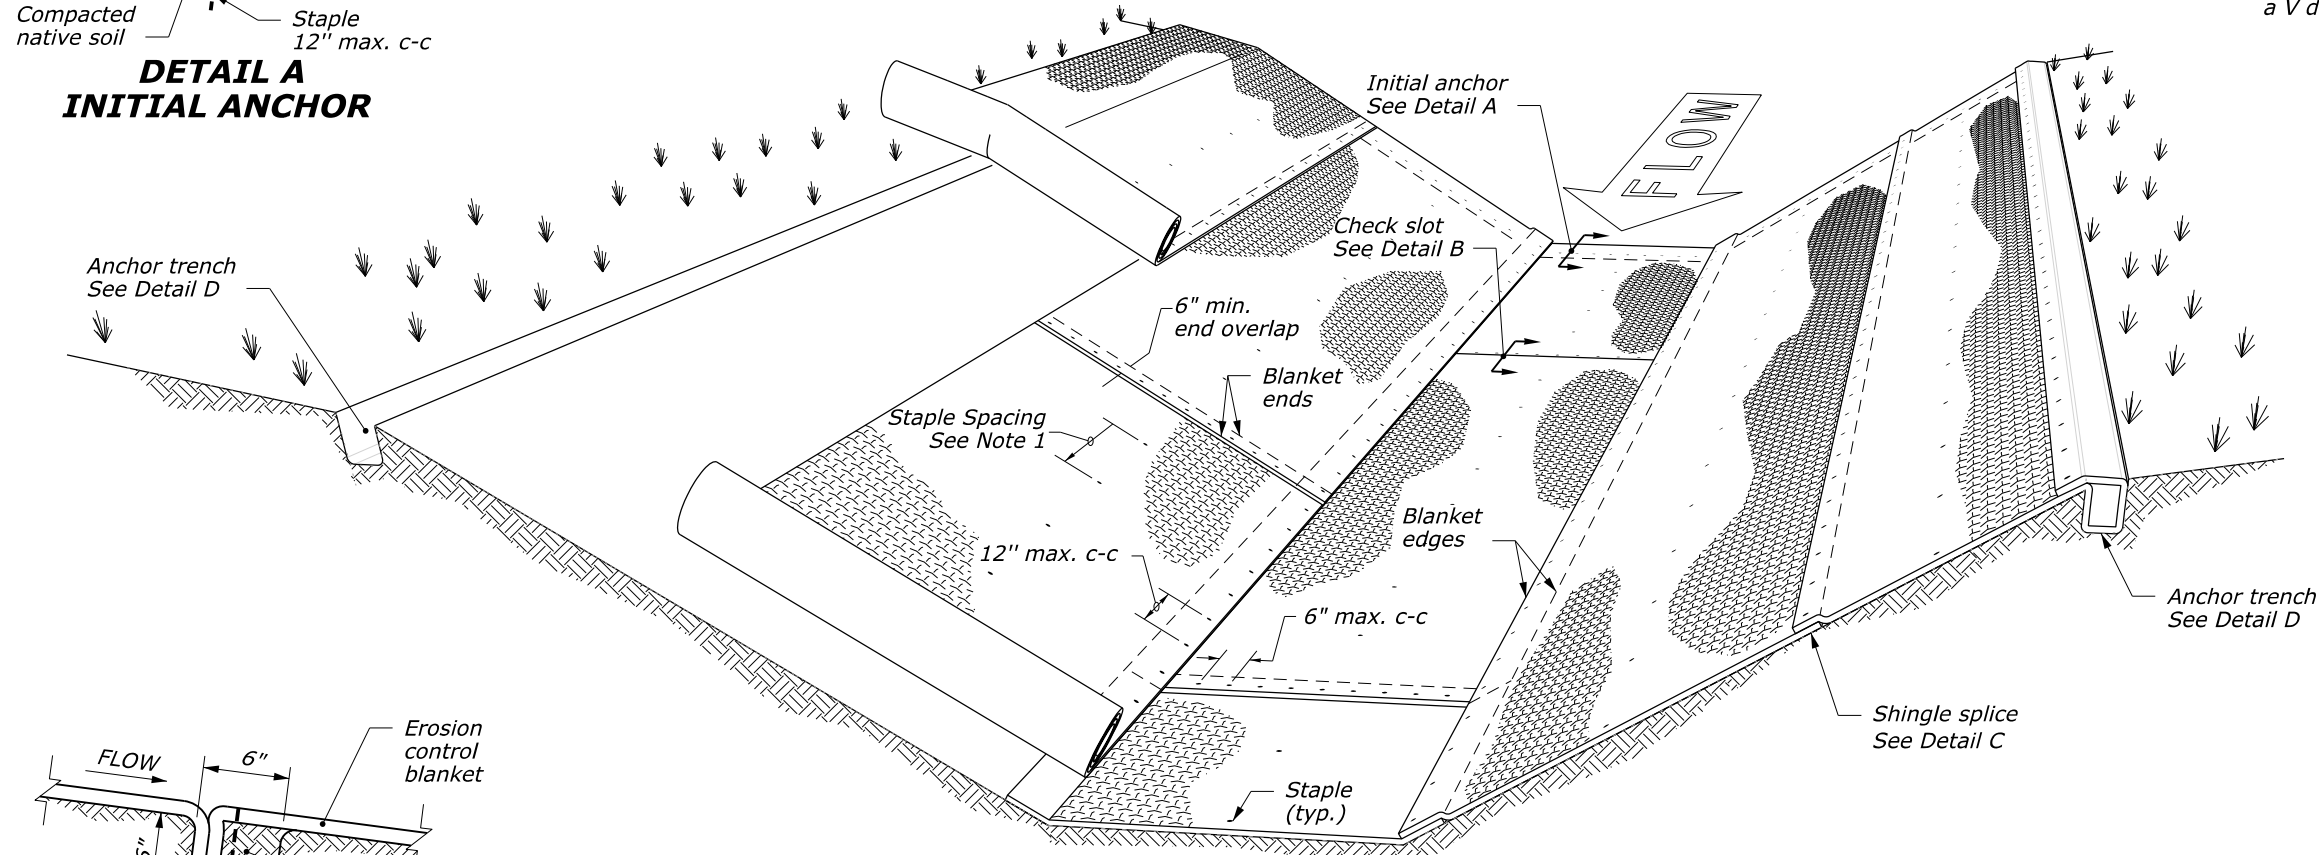 Compacted
native soil
Staple
12'' max. c-c
DETAIL A
INITIAL ANCHOR
a V d
Initial anchor
See Detail A
FLOW
Check slot
See Detail B
Anchor trench
See Detail D
6" min.
end overlap
Blanket
ends
Staple Spacing
See Note 1
12'' max. c-c
Blanket
edges
6" max. c-c
Anchor trench
See Detail D
Shingle splice
See Detail C
Staple
(typ.)
Erosion
control
blanket
FLOW
6"
6"